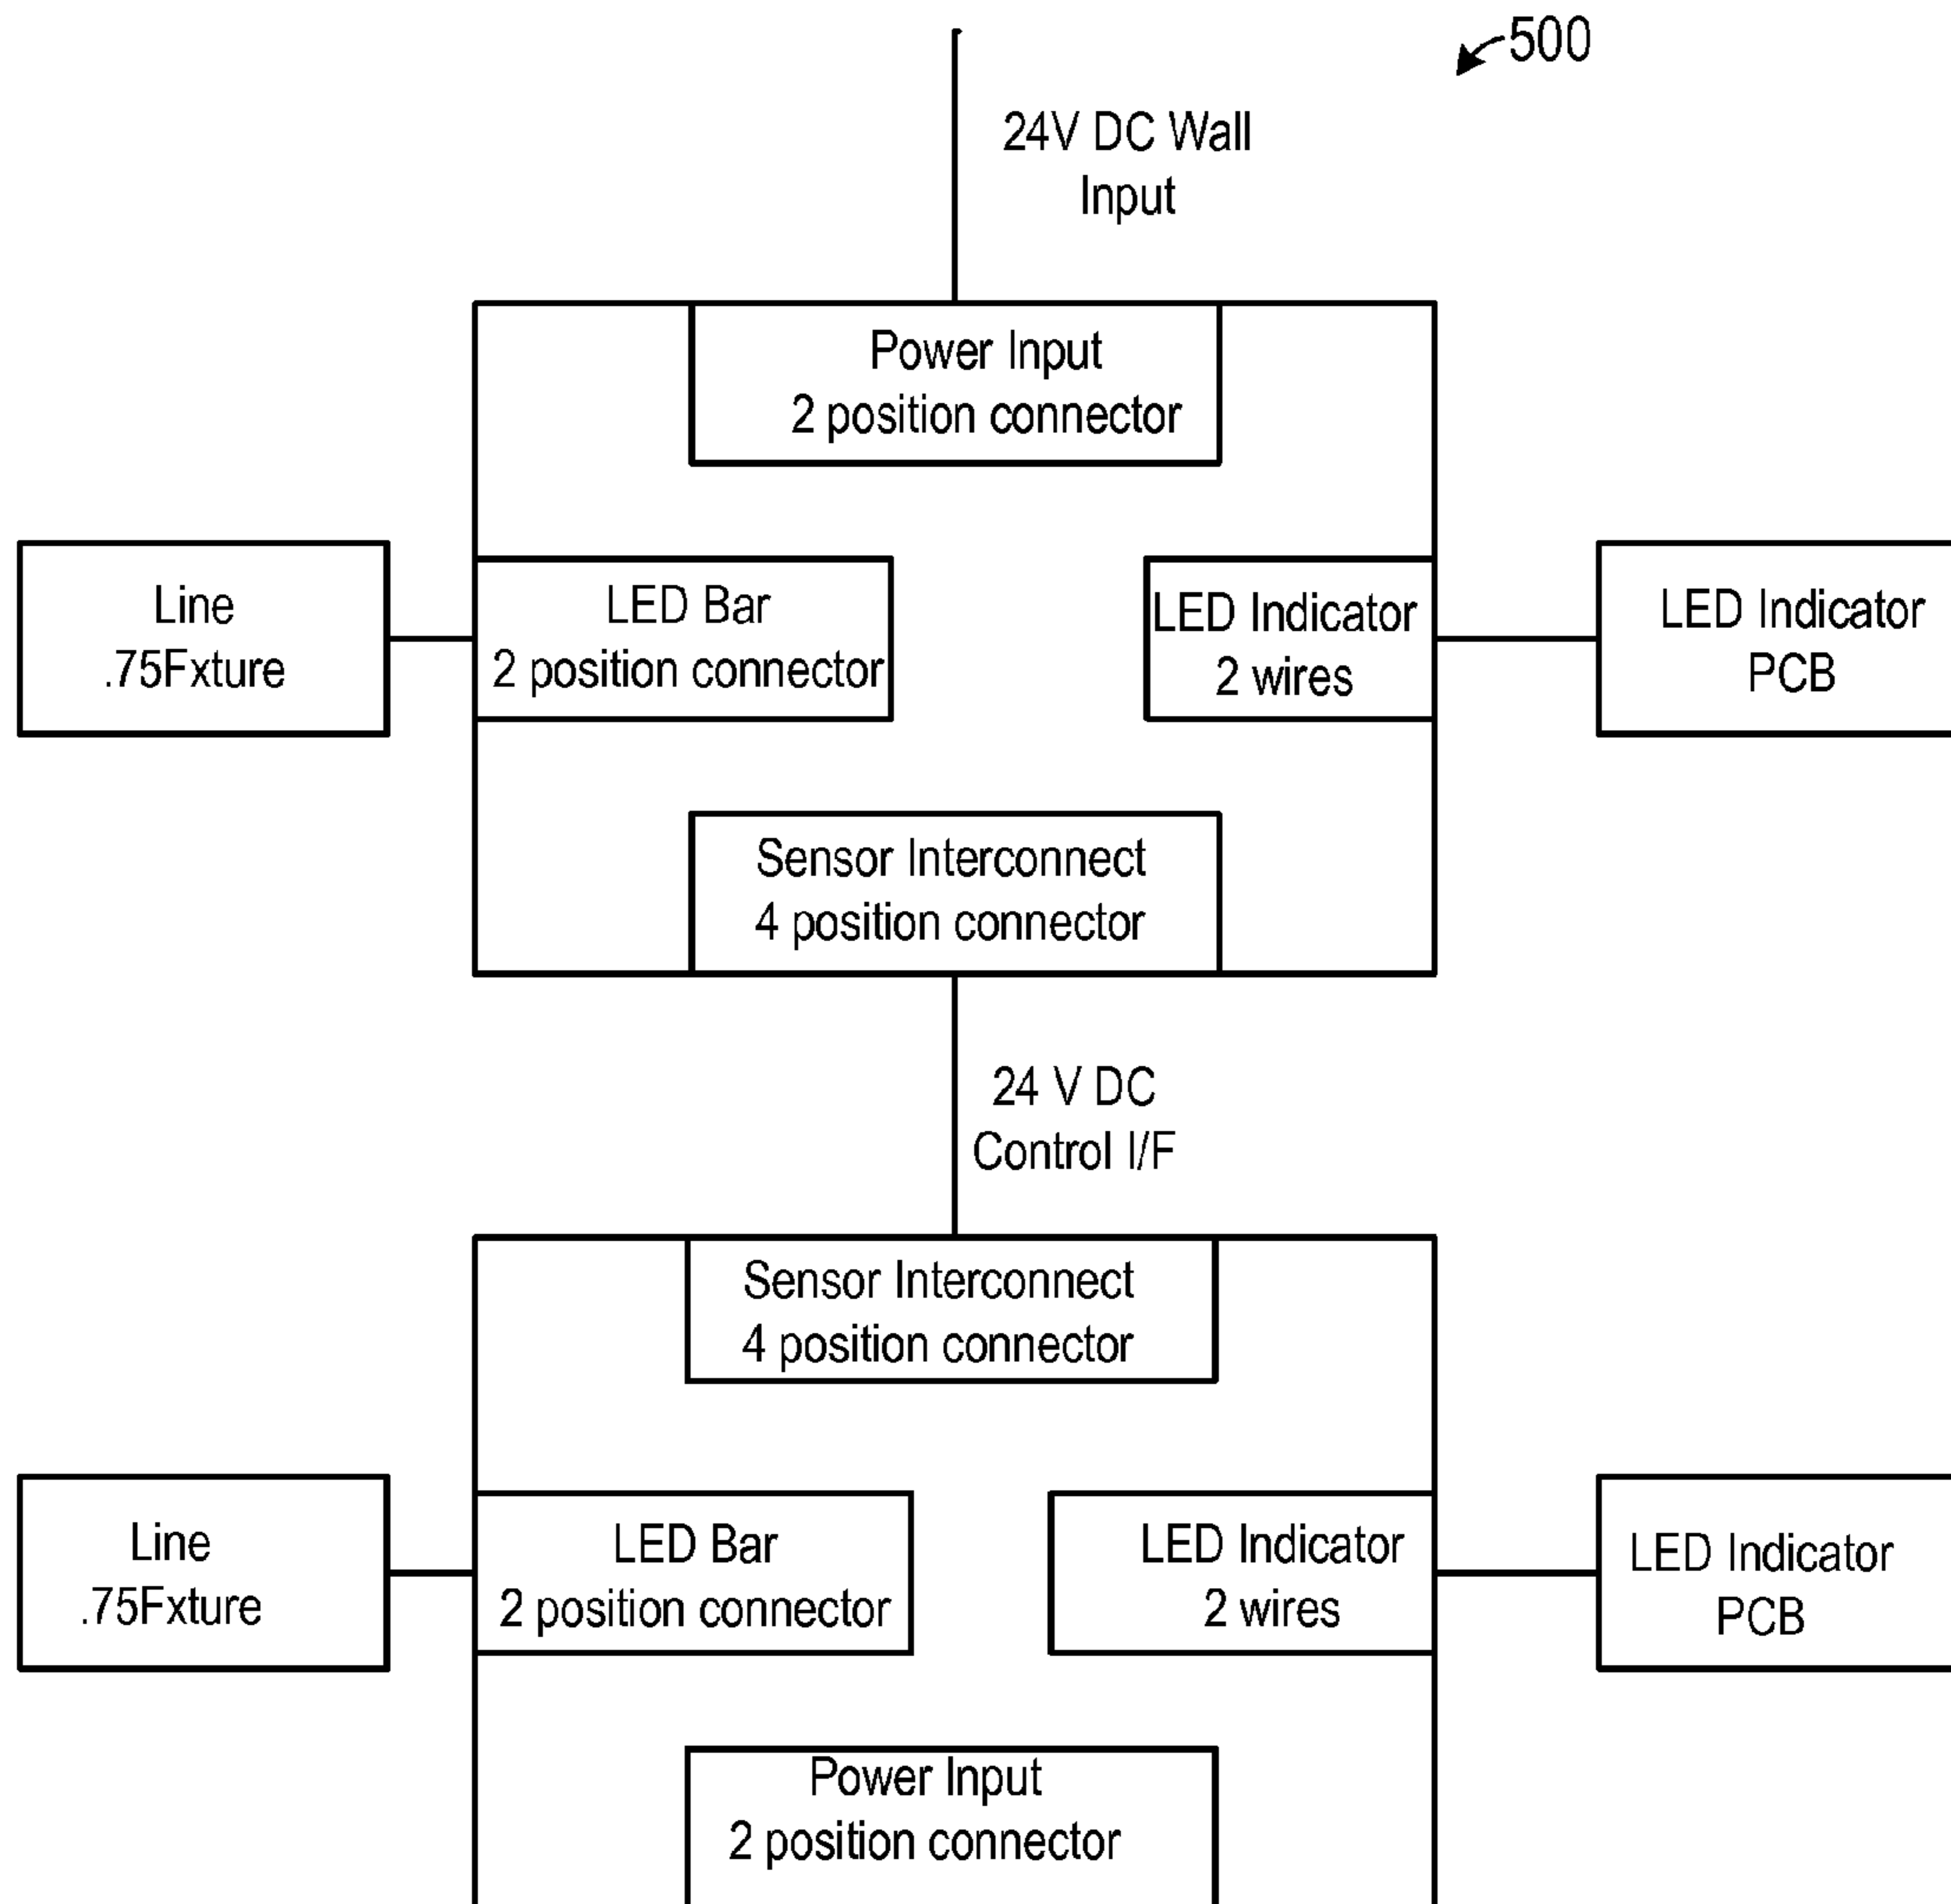 500
24V DC Wall
Input
Power Input
2 position connector
Line
.75Fxture
LED Bar
2 position connector
LED Indicator
2 wires
LED Indicator
PCB
Sensor Interconnect
4 position connector
24 V DC
Control I/F
Sensor Interconnect
4 position connector
Line
.75Fxture
LED Bar
2 position connector
LED Indicator
2 wires
LED Indicator
PCB
Power Input
2 position connector